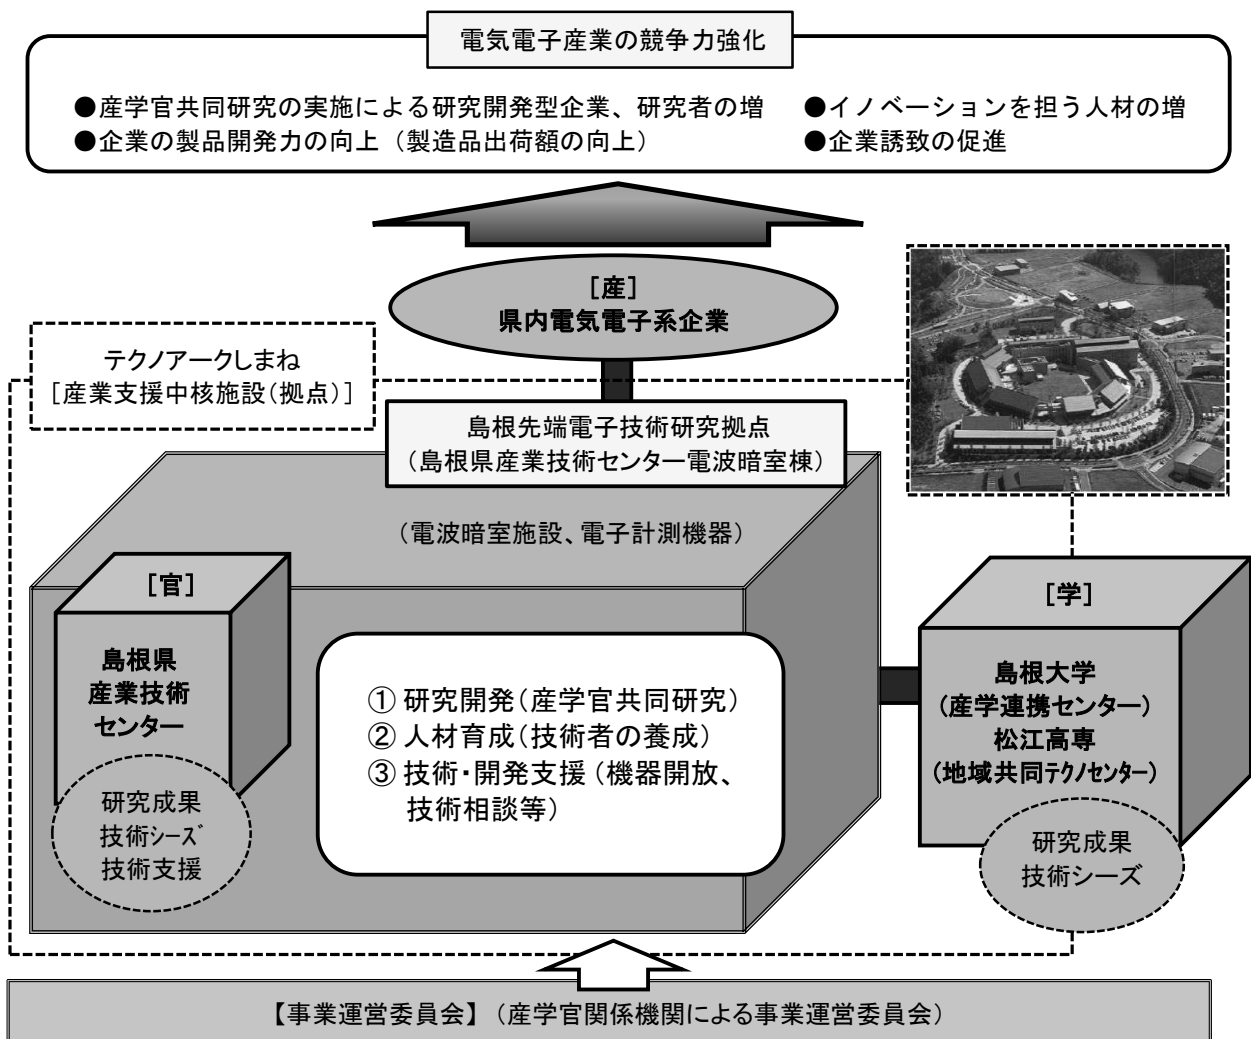 電気電子産業の競争力強化
●産学官共同研究の実施による研究開発型企業、研究者の増
●イノベーションを担う人材の増
●企業の製品開発力の向上（製造品出荷額の向上）
●企業誘致の促進
［産］
県内電気電子系企業
テクノアークしまね
［産業支援中核施設（拠点）］
島根先端電子技術研究拠点
（島根県産業技術センター電波暗室棟）
（電波暗室施設、電子計測機器）
［官］
島根県
産業技術
センター
研究成果
技術ｼｰｽﾞ
技術支援
① 研究開発（産学官共同研究）
② 人材育成（技術者の養成）
③ 技術・開発支援（機器開放、
技術相談等）
［学］
島根大学
（産学連携センター）
松江高専
（地域共同ﾃｸﾉセンター）
研究成果
技術シーズ
【事業運営委員会】（産学官関係機関による事業運営委員会）